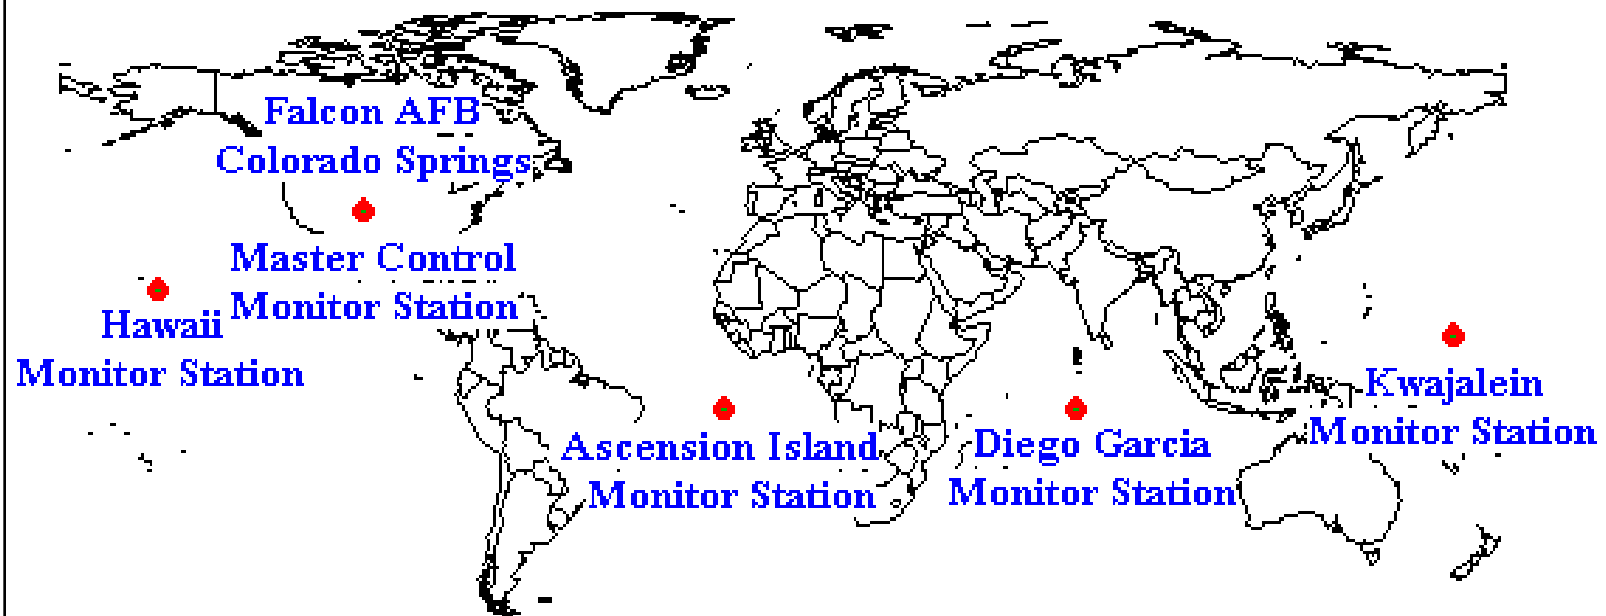 Falcon AFB
Colorado Springs
Master Control
Monitor Station
Hawaii
Monitor Station
Ascension Island
Monitor Station
Diego Garcia
Monitor Station
Kwajalein
Monitor Station